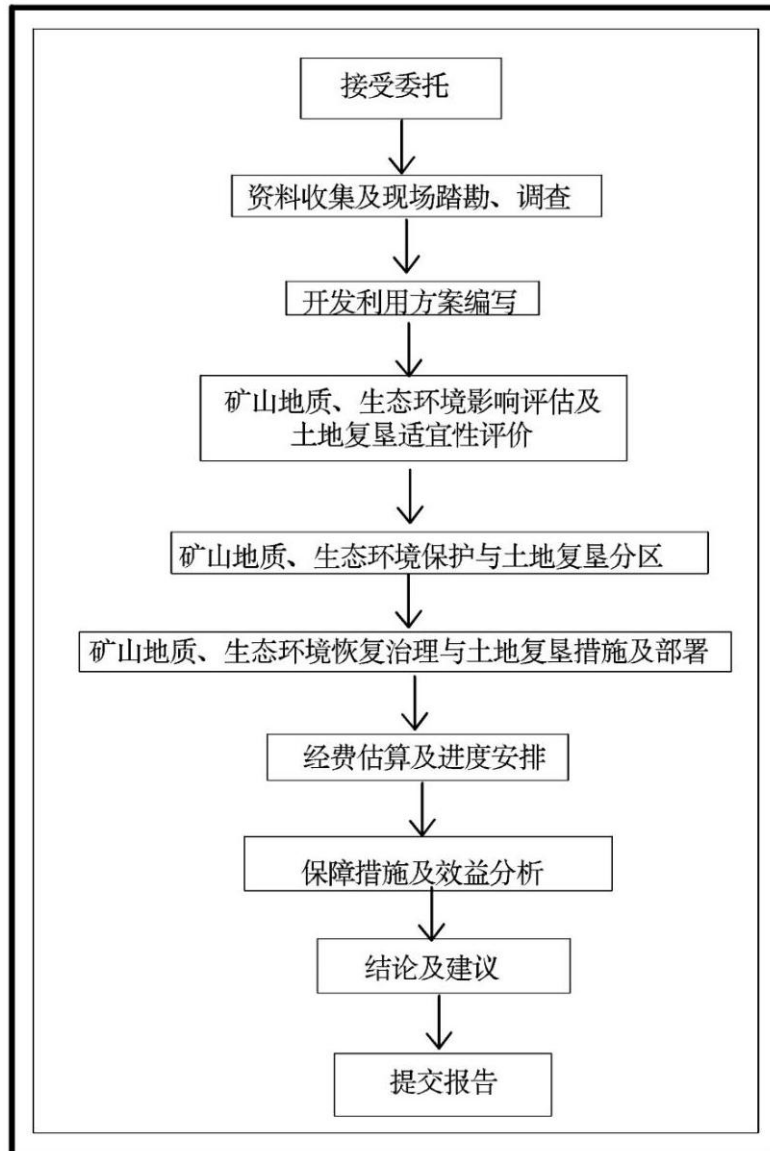 接受委托
资料收集及现场踏勘、调查
开发利用方案编写
矿山地质、生态环境影响评估及
土地复垦适宜性评价
矿山地质、生态环境保护与土地复垦分区
矿山地质、生态环境恢复治理与土地复垦措施及部署
经费估算及进度安排
保障措施及效益分析
结论及建议
提交报告